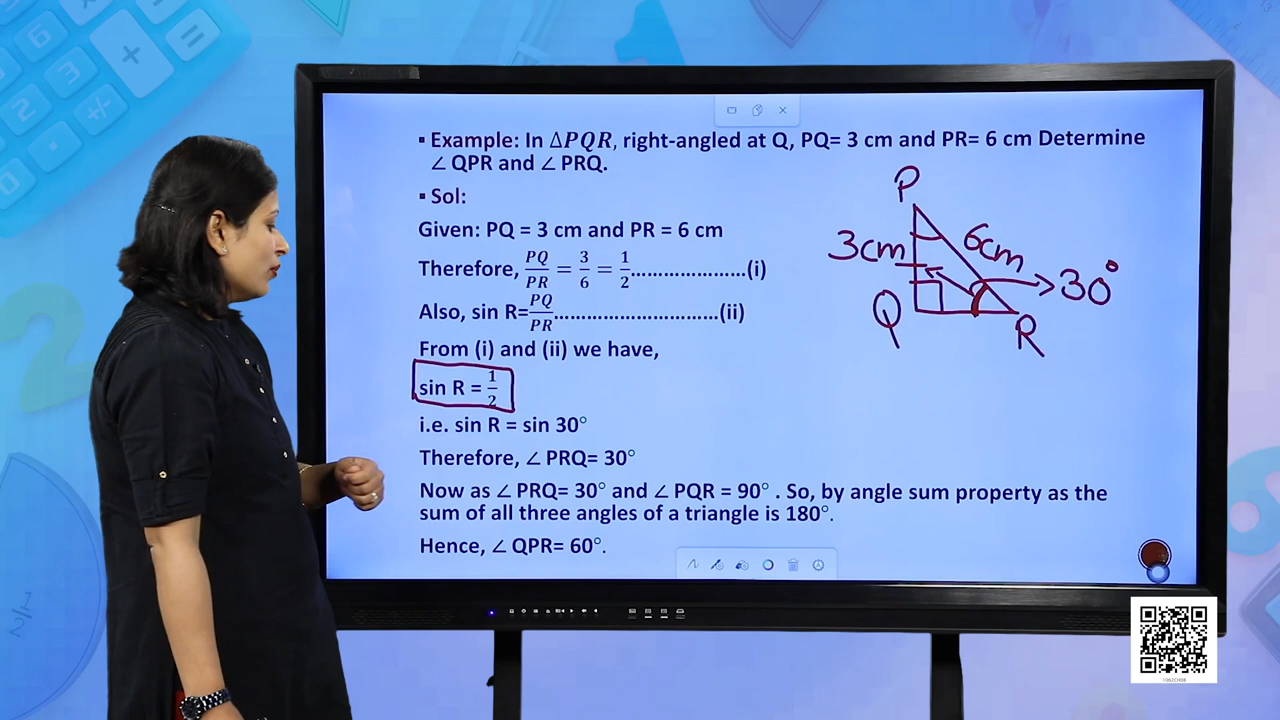 ▪ Example: In ΔPQR, right-angled at Q, PQ= 3 cm and PR= 6 cm Determine
∠ QPR and ∠ PRQ.
▪ Sol:
Given: PQ = 3 cm and PR = 6 cm
Therefore, PQ/PR = 3/6 = 1/2.....................(i)
Also, sin R=PQ/PR.............................(ii)
From (i) and (ii) we have,
sin R = 1/2
i.e. sin R = sin 30°
Therefore, ∠ PRQ= 30°
Now as ∠ PRQ= 30° and ∠ PQR = 90° . So, by angle sum property as the
sum of all three angles of a triangle is 180°.
Hence, ∠ QPR= 60°.
P
3cm
6cm
30°
Q
R
1062CH08